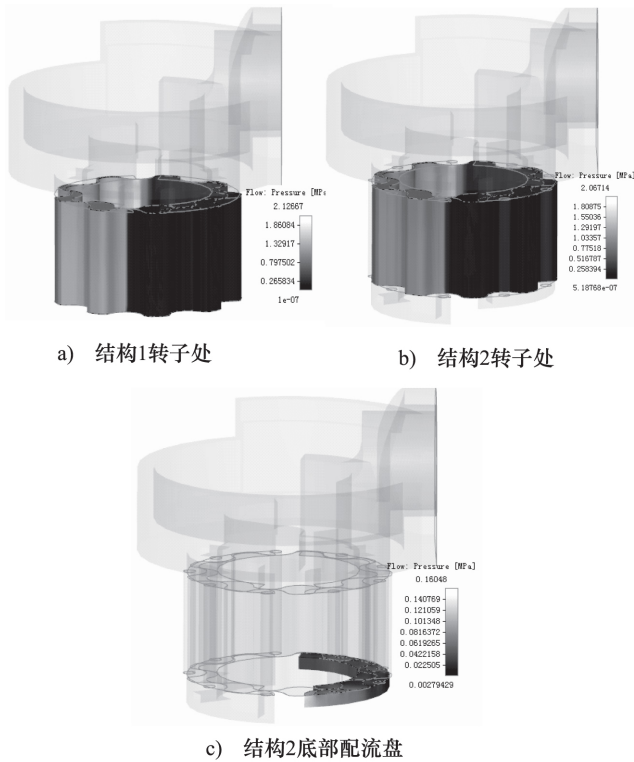 Flow: Pressure [MPa
2.12667
1.86084
1.32917
0.797502
0.265834
1e-07
Flow: Pressure [MPa]
2.06714
1.80875
1.55036
1.29197
1.03357
0.77518
0.516787
0.258394
5.18768e-07
a) 结构1转子处
b) 结构2转子处
Flow: Pressure [MPa]
0.16048
0.140769
0.121059
0.101348
0.0816372
0.0619265
0.0422158
0.022505
0.00279429
c) 结构2底部配流盘